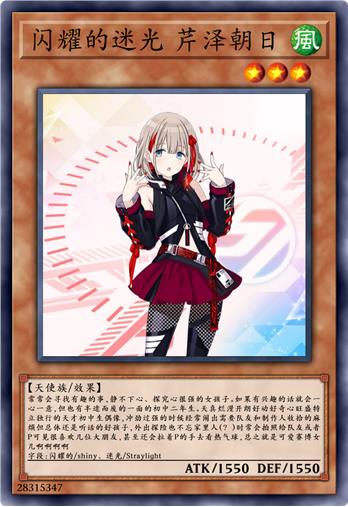 闪耀的迷光 芹泽朝日
風
【天使族/效果】
常常会寻找有趣的事,静不下心、探究心很强的女孩子。如果有兴趣的话就会一
心一意,但也有半途而废的一面的初中二年生。天真烂漫开朗好动好奇心旺盛特
立独行的天才初中生偶像,冲劲过强的时候经常闹出需要队友和制作人收拾的麻
烦但总体还是听话的好孩子,外出探险也不忘家里人(?)时常会拍照给队友或者
P可见很喜欢几位大朋友,甚至还会拉着P的手去看热气球,总之就是可爱赛博女
儿啊啊啊啊
字段:闪耀的/shiny、迷光/Straylight
ATK/1550 DEF/1550
28315347